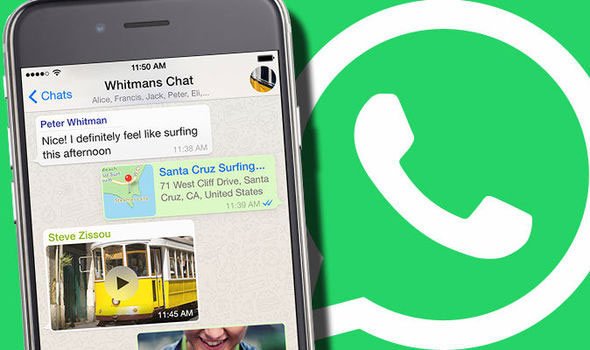 11:50 AM
Chats
Whitmans Chat
Alice, Francis, Jack, Peter, Eli,...
Peter Whitman
Nice! I definitely feel like surfing
this afternoon
11:38 AM
Santa Cruz Surfing...
71 West Cliff Drive, Santa
Cruz, CA, United States
11:39 AM
Steve Zissou
11:45 AM